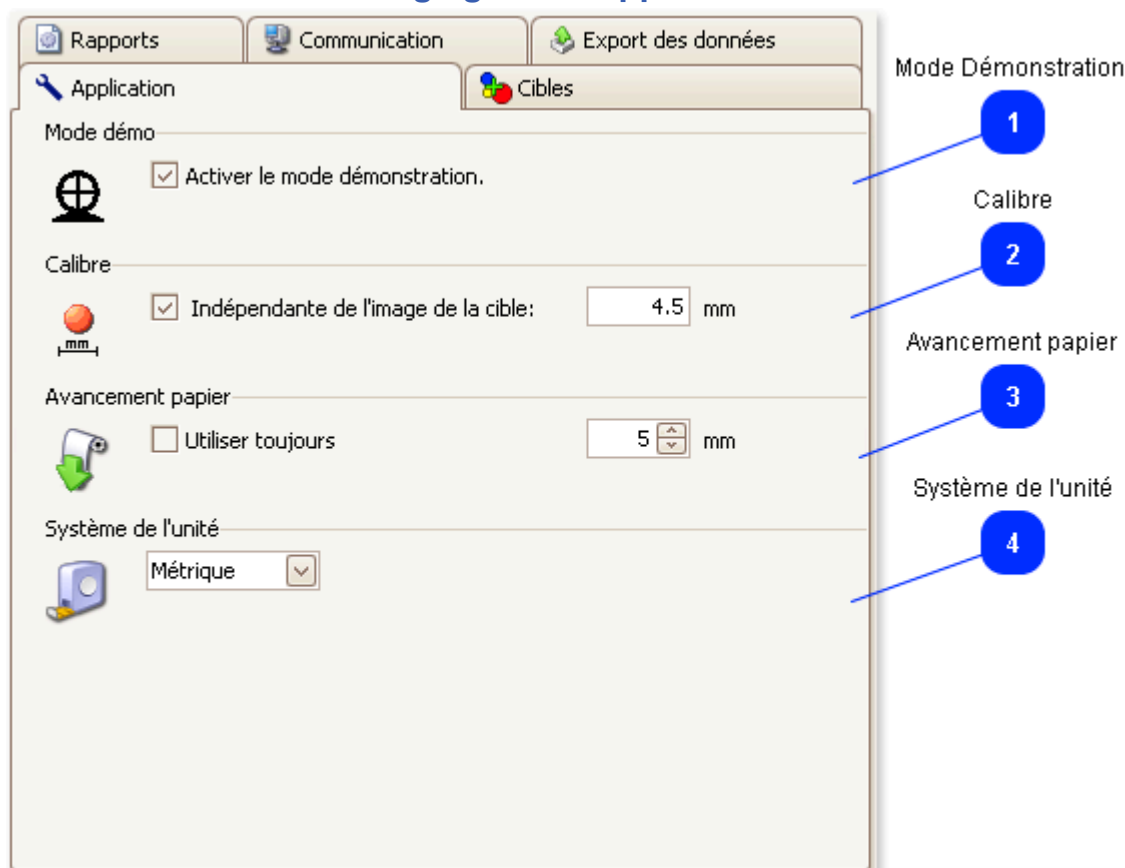 Rapports
Communication
Export des données
Application
Cibles
Mode démo
Activer le mode démonstration.
Calibre
Indépendante de l'image de la cible: 4.5 mm
mm
Avancement papier
Utiliser toujours 5 mm
Système de l'unité
Métrique
Mode Démonstration
1
Calibre
2
Avancement papier
3
Système de l'unité
4